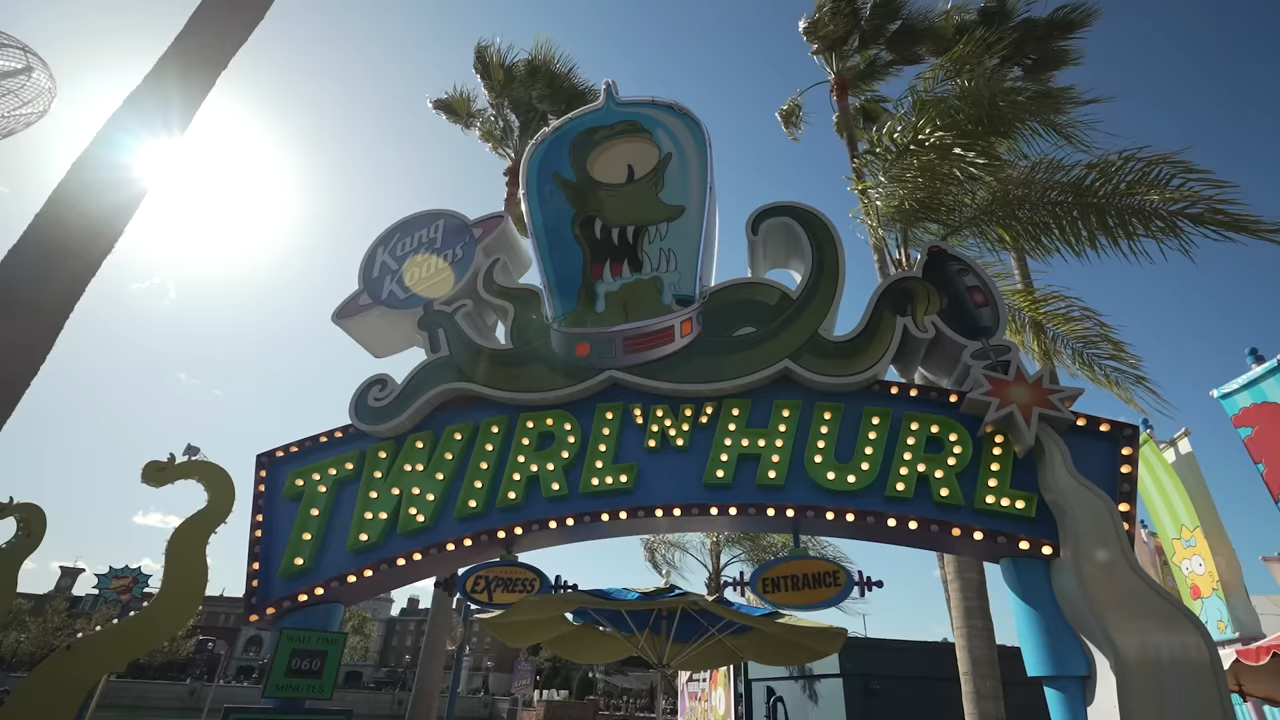 Kang
Kodos'
TWIRL 'N' HURL
EXPRESS
ENTRANCE
WAIT TIME
060
MINUTES